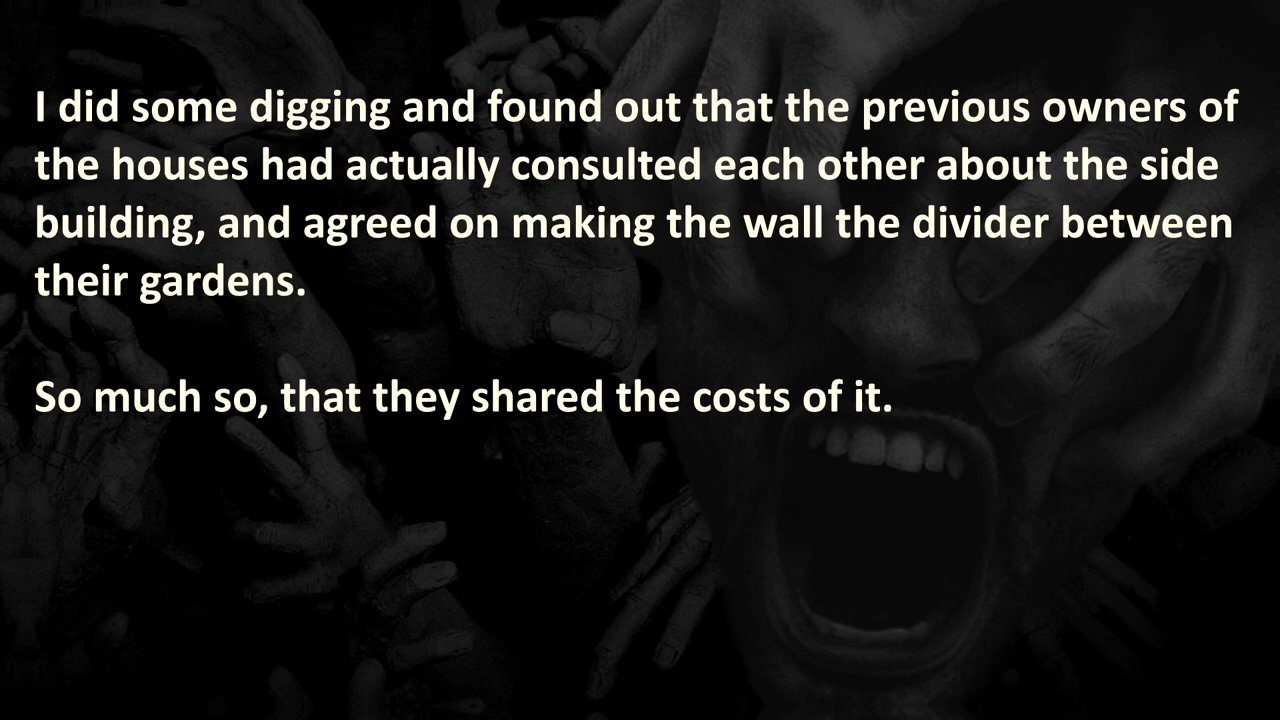 I did some digging and found out that the previous owners of
the houses had actually consulted each other about the side
building, and agreed on making the wall the divider between
their gardens.
So much so, that they shared the costs of it.